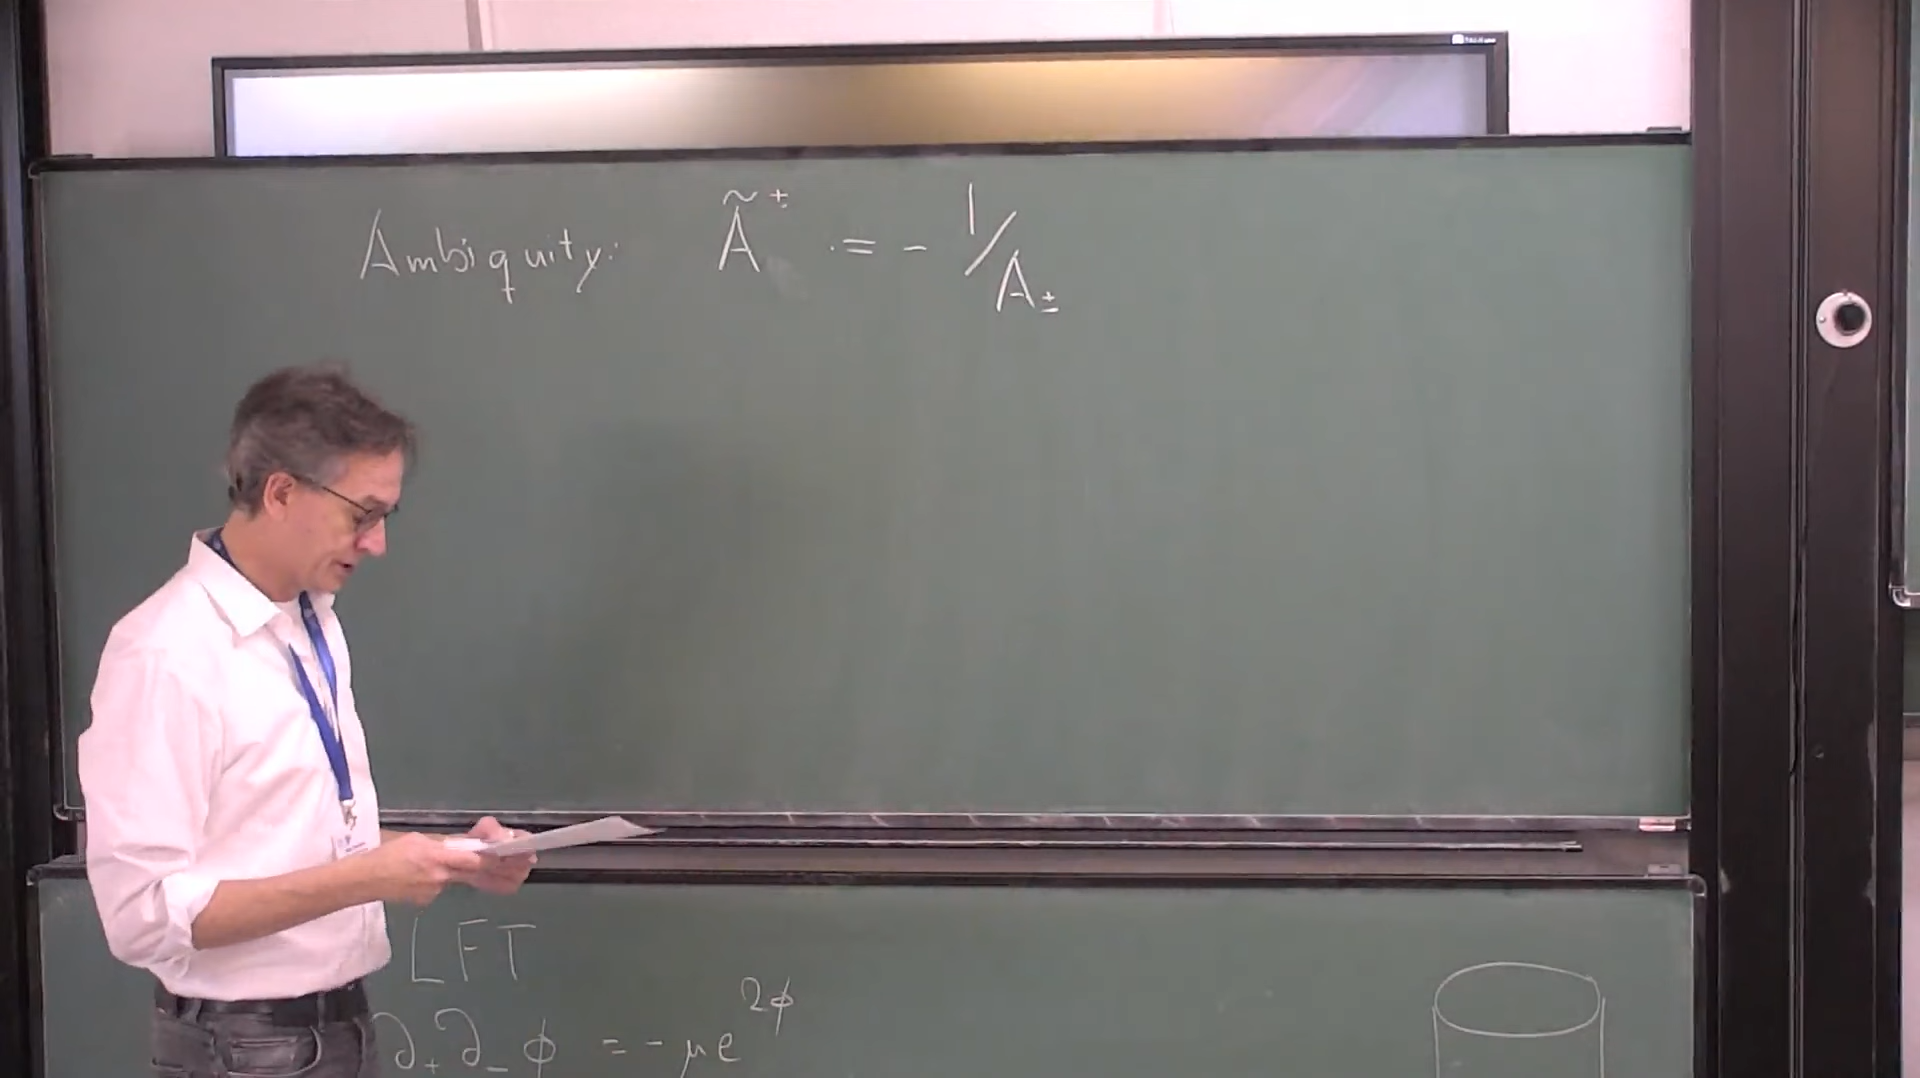 Ambiguity: Ã^± := - 1/A_±
LFT
∂₊∂₋ϕ = -μe^{2ϕ}